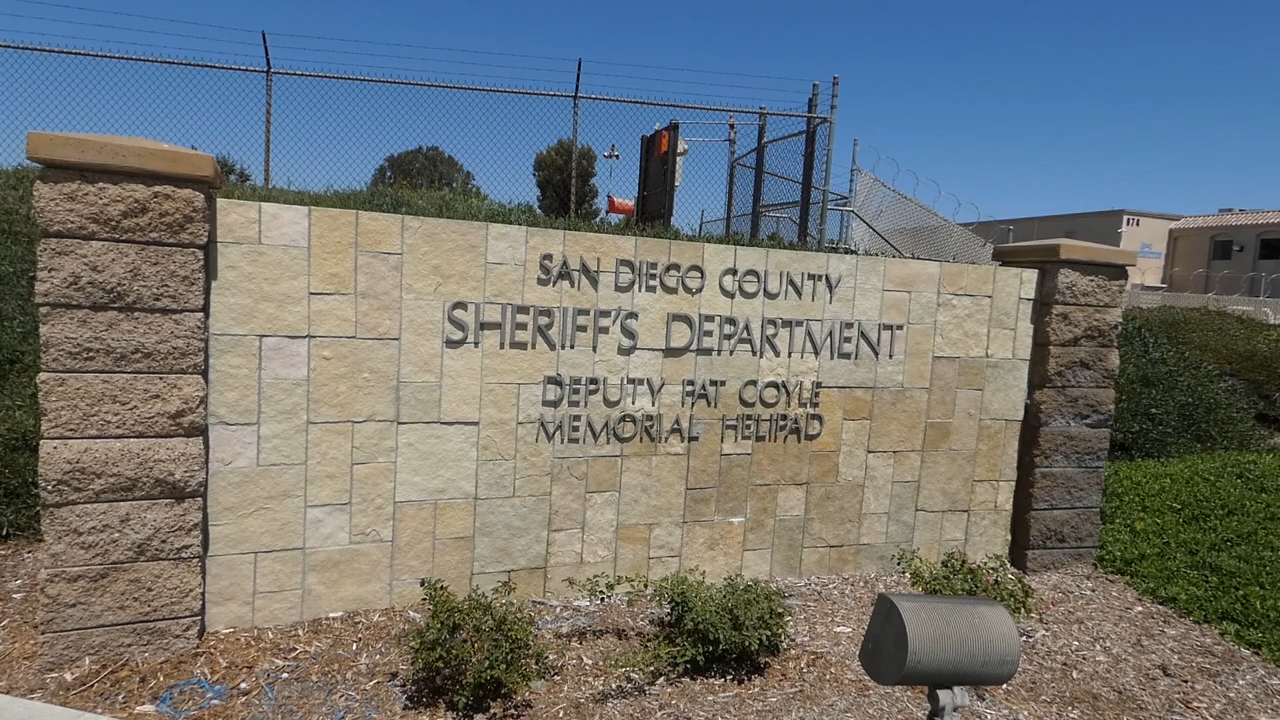 SAN DIEGO COUNTY
SHERIFF'S DEPARTMENT
DEPUTY PAT COYLE
MEMORIAL HELIPAD